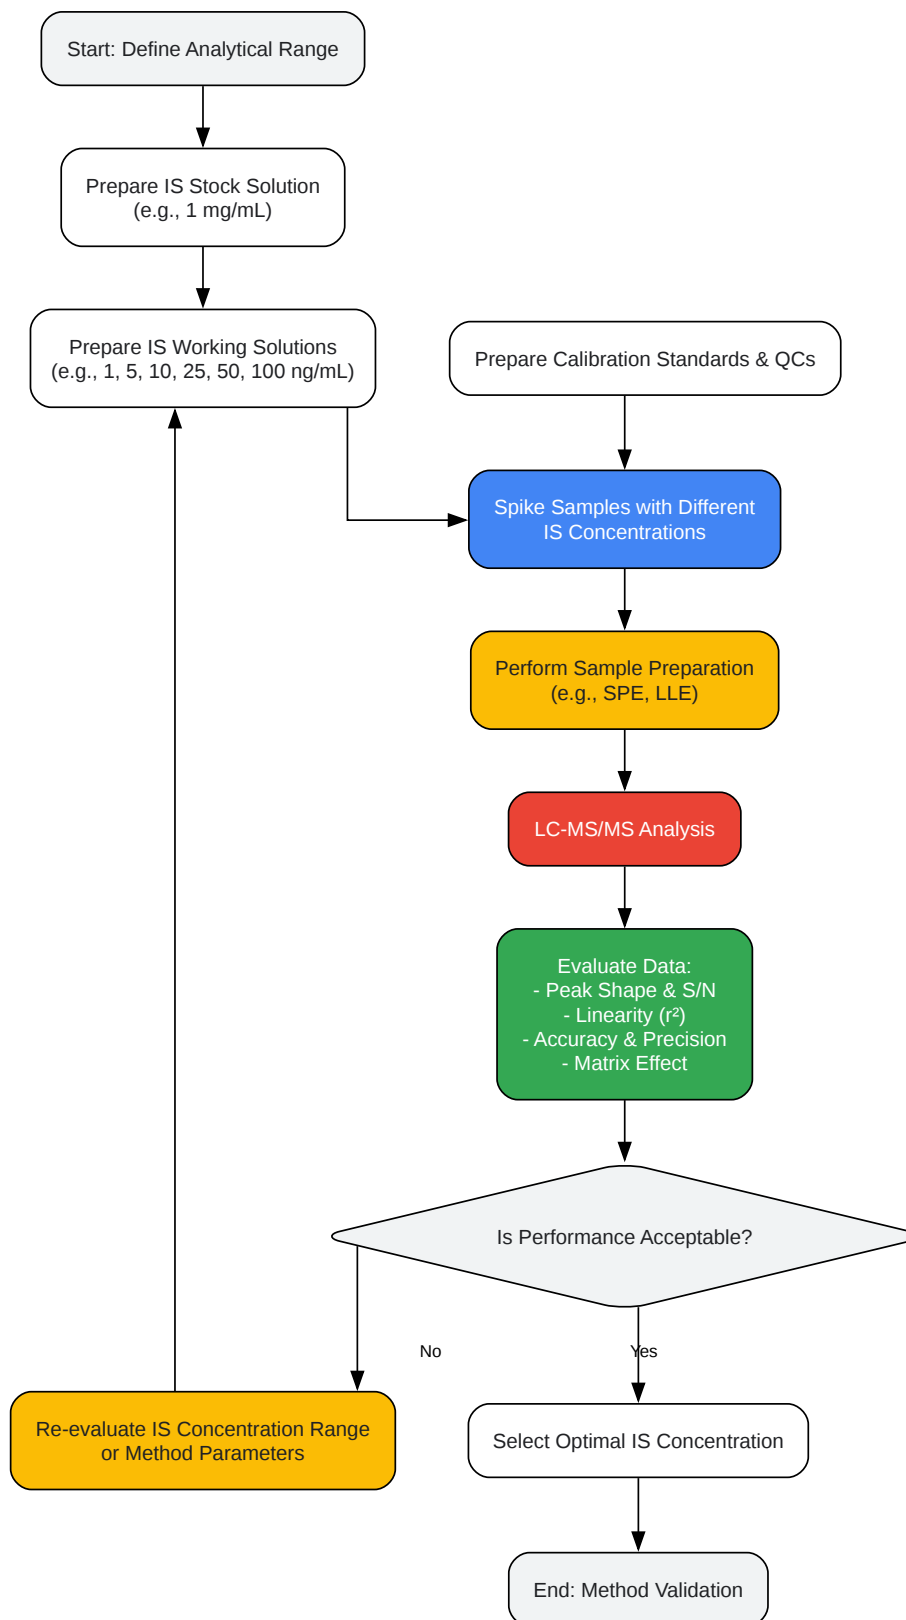 Start: Define Analytical Range
Prepare IS Stock Solution
(e.g., 1 mg/mL)
Prepare IS Working Solutions
(e.g., 1, 5, 10, 25, 50, 100 ng/mL)
Prepare Calibration Standards & QCs
Spike Samples with Different
IS Concentrations
Perform Sample Preparation
(e.g., SPE, LLE)
LC-MS/MS Analysis
Evaluate Data:
- Peak Shape & S/N
- Linearity (r²)
- Accuracy & Precision
- Matrix Effect
Is Performance Acceptable?
No
Yes
Re-evaluate IS Concentration Range
or Method Parameters
Select Optimal IS Concentration
End: Method Validation